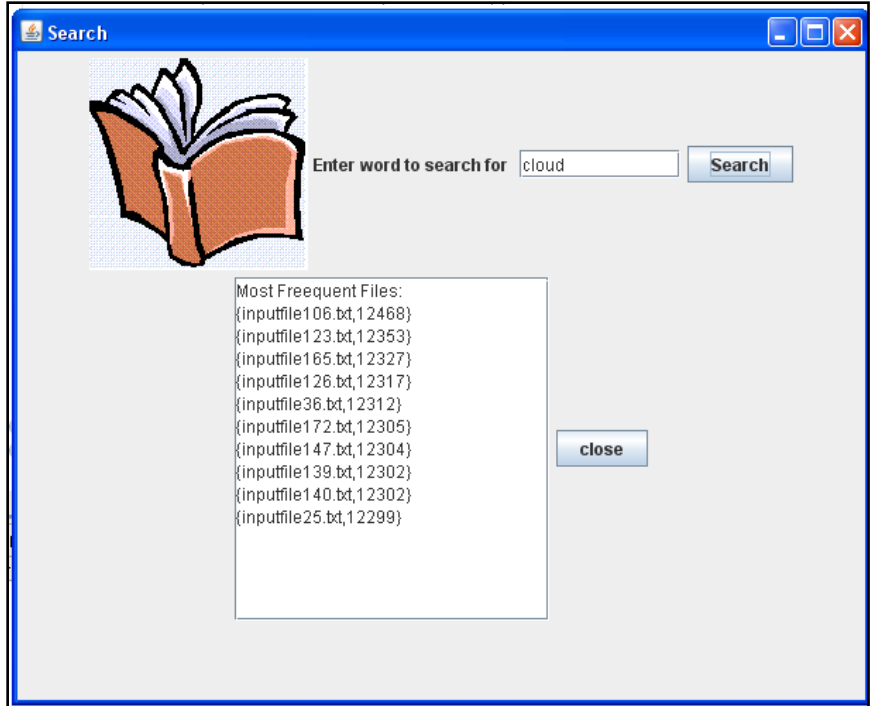 Search
Enter word to search for cloud Search
Most Freequent Files:
{inputfile106.txt,12468}
{inputfile123.txt,12353}
{inputfile165.txt,12327}
{inputfile126.txt,12317}
{inputfile36.txt,12312}
{inputfile172.txt,12305}
{inputfile147.txt,12304}
{inputfile139.txt,12302}
{inputfile140.txt,12302}
{inputfile25.txt,12299}
close